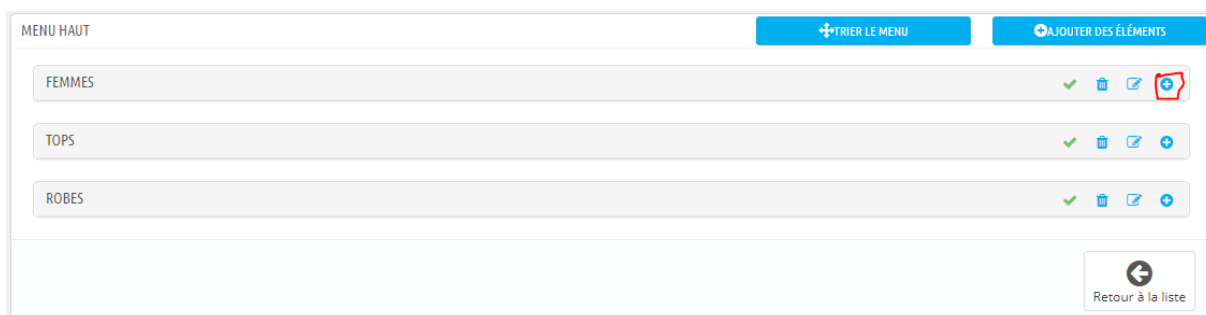 MENU HAUT
TRIER LE MENU
AJOUTER DES ÉLÉMENTS
FEMMES
TOPS
ROBES
Retour à la liste